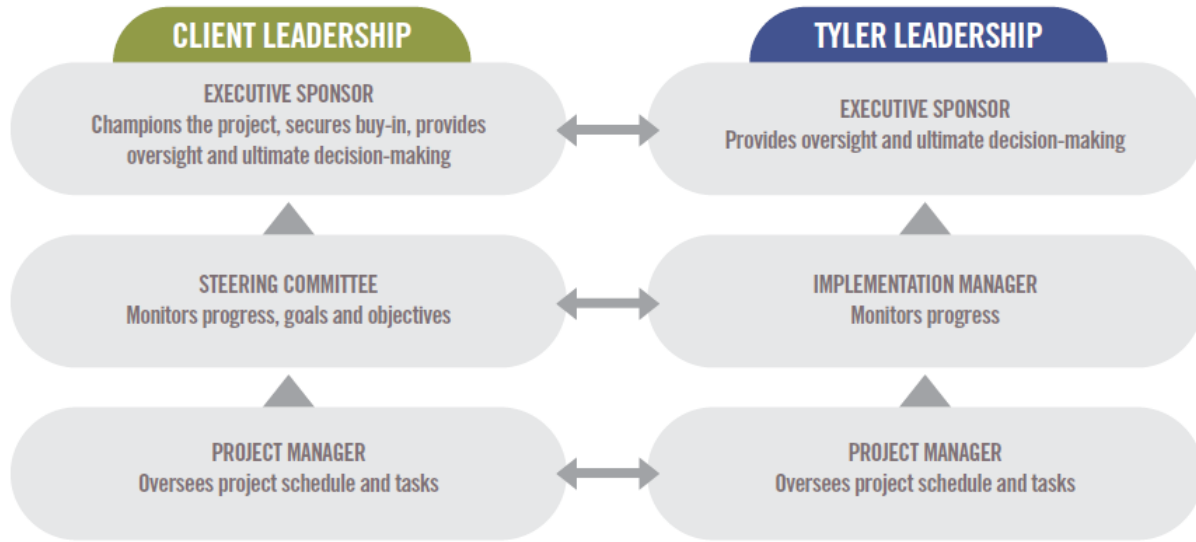 CLIENT LEADERSHIP
EXECUTIVE SPONSOR
Champions the project, secures buy-in, provides
oversight and ultimate decision-making
STEERING COMMITTEE
Monitors progress, goals and objectives
PROJECT MANAGER
Oversees project schedule and tasks
TYLER LEADERSHIP
EXECUTIVE SPONSOR
Provides oversight and ultimate decision-making
IMPLEMENTATION MANAGER
Monitors progress
PROJECT MANAGER
Oversees project schedule and tasks